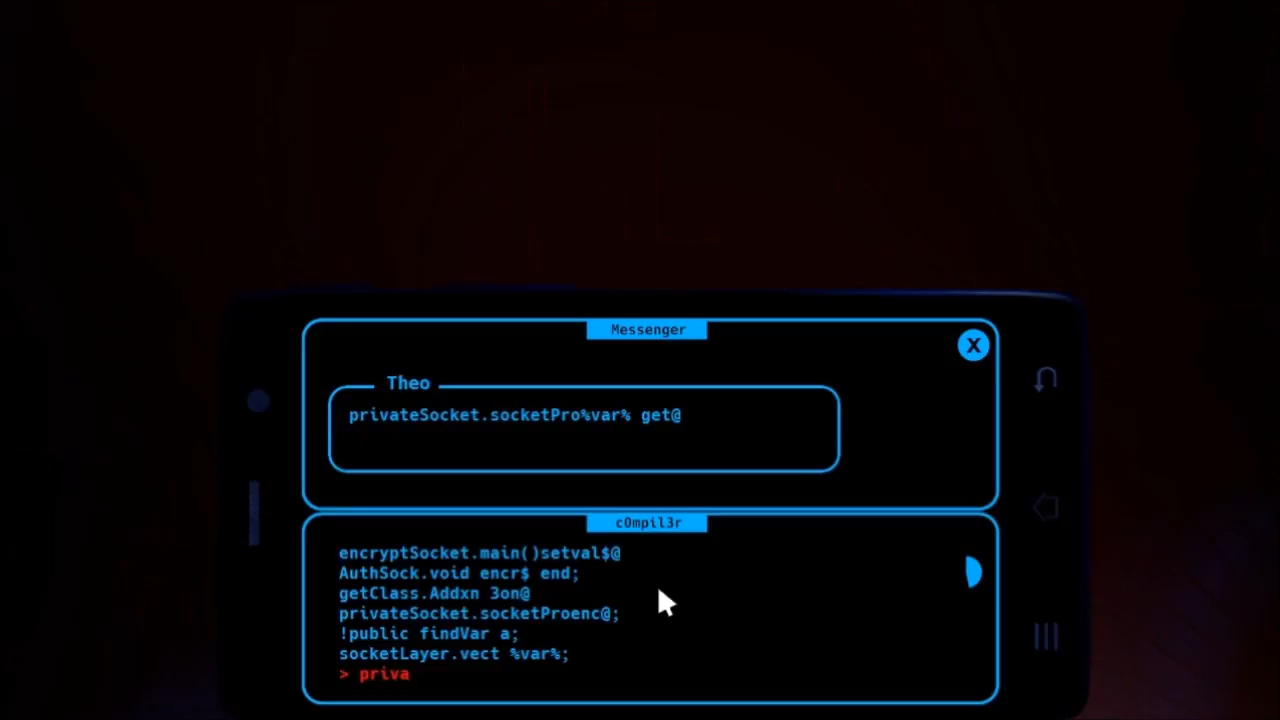 Messenger
X
Theo
privateSocket.socketPro%var% get@
c0mpil3r
encryptSocket.main()setval$@
AuthSock.void encr$ end;
getClass.Addxn 3on@
privateSocket.socketProenc@;
!public findVar a;
socketLayer.vect %var%;
> priva